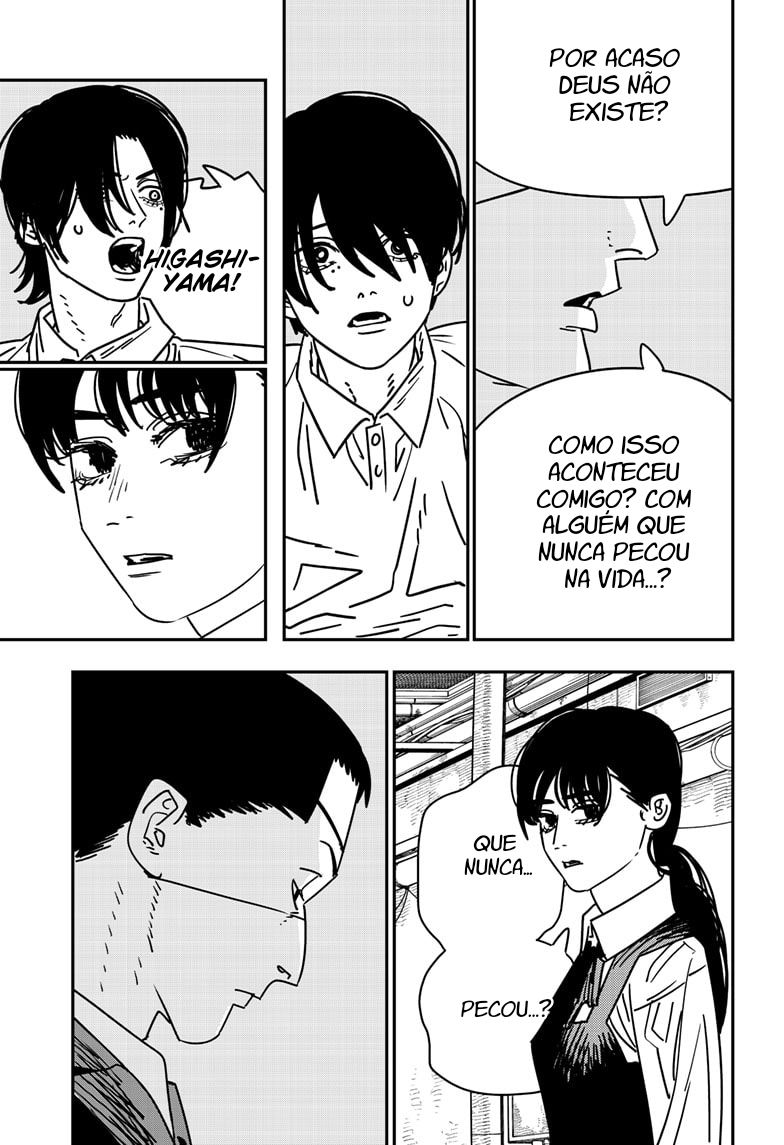 POR ACASO
DEUS NÃO
EXISTE?
COMO ISSO
ACONTECEU
COMIGO? COM
ALGUÉM QUE
NUNCA PECOU
NA VIDA...?
HIGASHI-
YAMA!
QUE
NUNCA...
PECOU...?